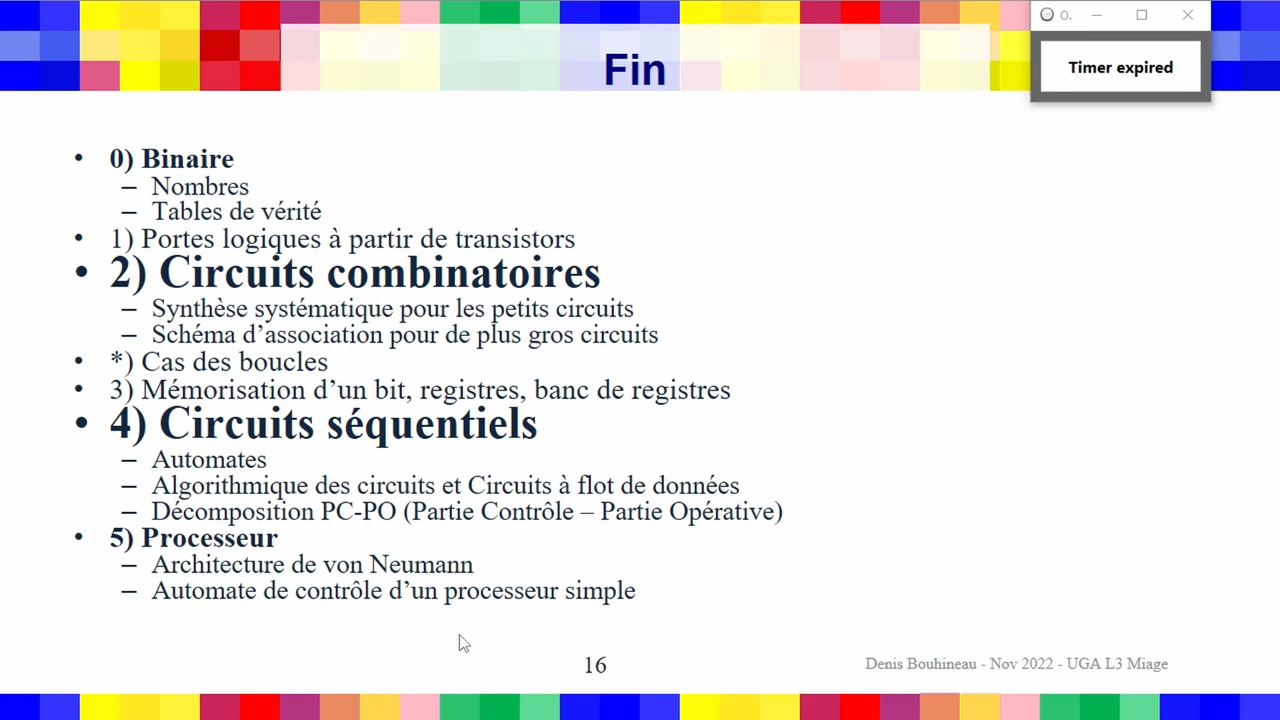 0.
Timer expired
Fin
• 0) Binaire
– Nombres
– Tables de vérité
• 1) Portes logiques à partir de transistors
• 2) Circuits combinatoires
– Synthèse systématique pour les petits circuits
– Schéma d’association pour de plus gros circuits
• *) Cas des boucles
• 3) Mémorisation d’un bit, registres, banc de registres
• 4) Circuits séquentiels
– Automates
– Algorithmique des circuits et Circuits à flot de données
– Décomposition PC-PO (Partie Contrôle – Partie Opérative)
• 5) Processeur
– Architecture de von Neumann
– Automate de contrôle d’un processeur simple
16
Denis Bouhineau - Nov 2022 - UGA L3 Miage